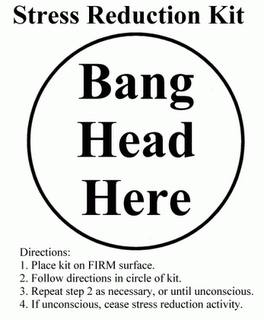 Stress Reduction Kit
Bang
Head
Here
Directions:
1. Place kit on FIRM surface.
2. Follow directions in circle of kit.
3. Repeat step 2 as necessary, or until unconscious.
4. If unconscious, cease stress reduction activity.